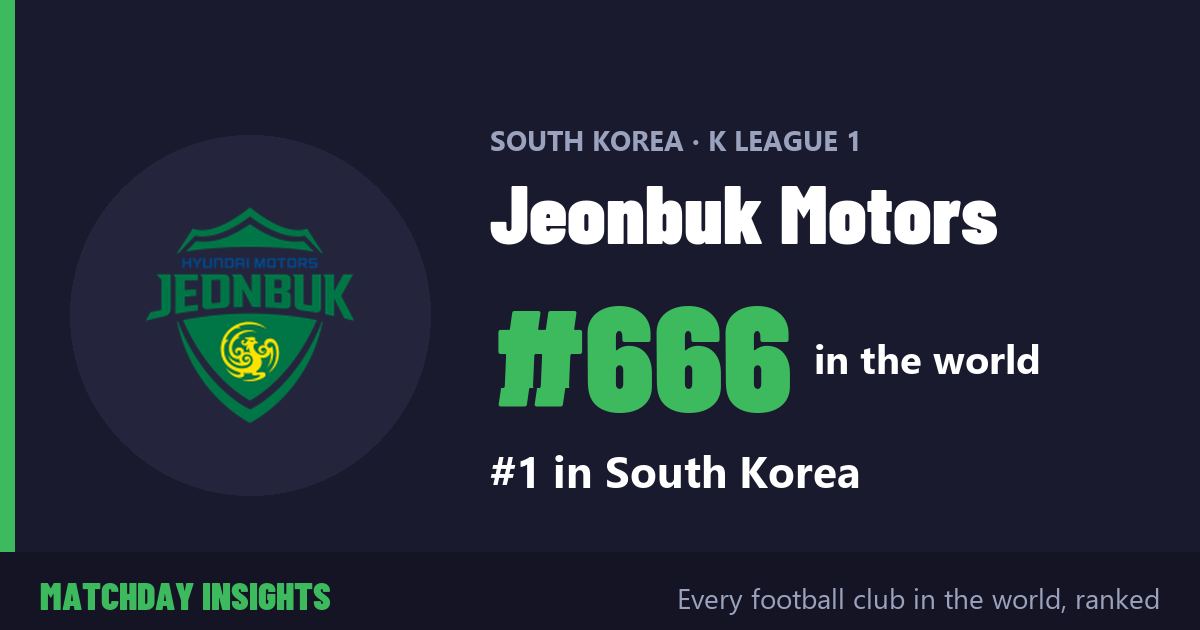 SOUTH KOREA · K LEAGUE 1
Jeonbuk Motors
HYUNDAI MOTORS
JEONBUK
#666 in the world
#1 in South Korea
MATCHDAY INSIGHTS
Every football club in the world, ranked